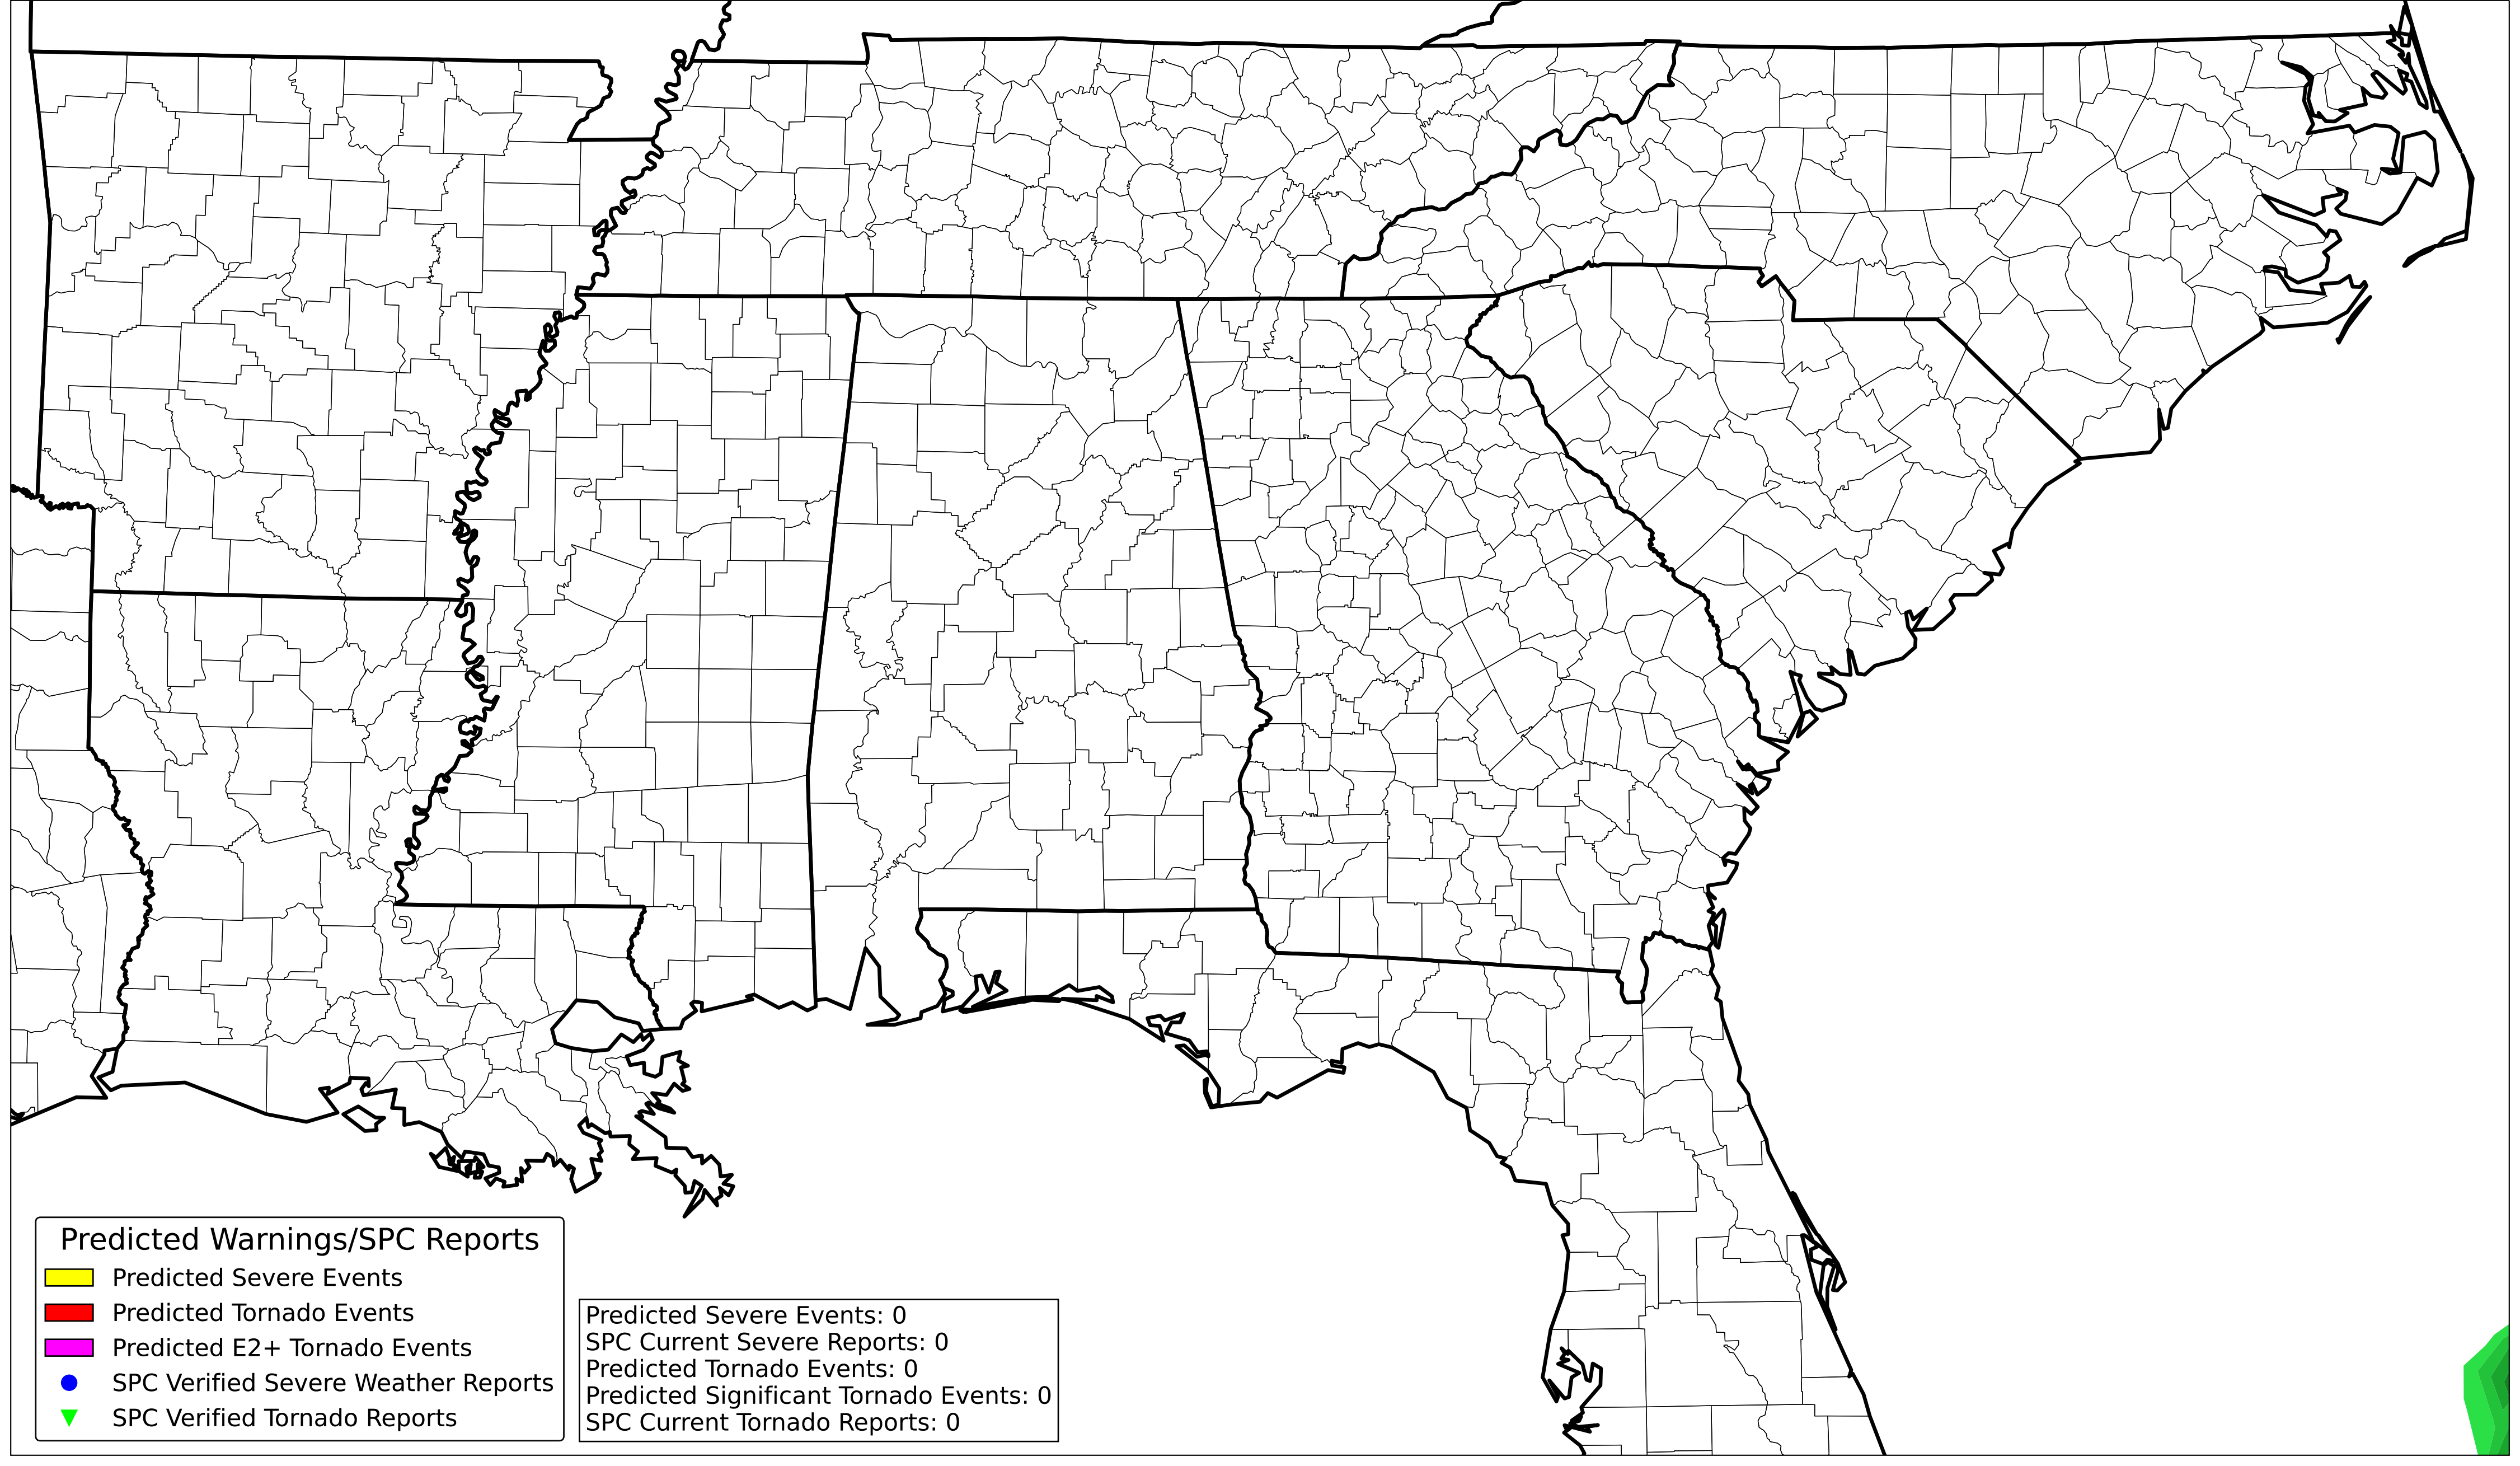 Predicted Warnings/SPC Reports
Predicted Severe Events
Predicted Tornado Events
Predicted E2+ Tornado Events
SPC Verified Severe Weather Reports
SPC Verified Tornado Reports
Predicted Severe Events: 0
SPC Current Severe Reports: 0
Predicted Tornado Events: 0
Predicted Significant Tornado Events: 0
SPC Current Tornado Reports: 0